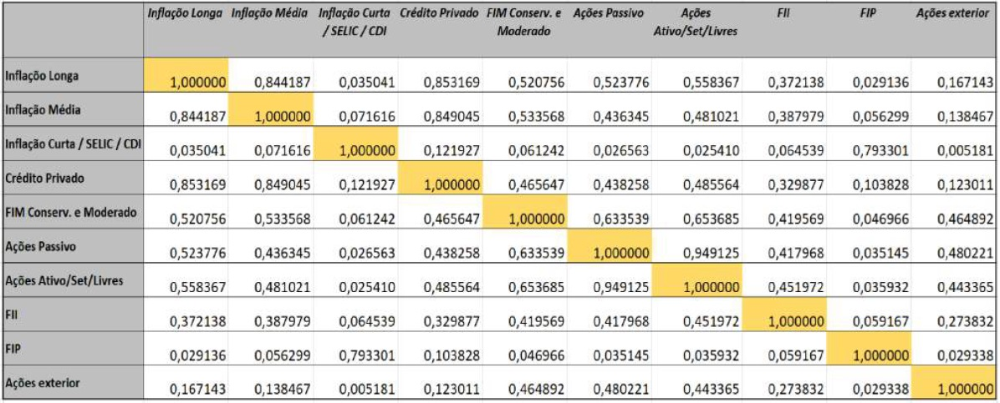 Inflação Longa Inflação Média Inflação Curta Crédito Privado FIM Conserv. e Ações Passivo Ações FII FIP Ações exterior
/ SELIC / CDI Moderado Ativo/Set/Livres
Inflação Longa 1,000000 0,844187 0,035041 0,853169 0,520756 0,523776 0,558367 0,372138 0,029136 0,167143
Inflação Média 0,844187 1,000000 0,071616 0,849045 0,533568 0,436345 0,481021 0,387979 0,056299 0,138467
Inflação Curta / SELIC / CDI 0,035041 0,071616 1,000000 0,121927 0,061242 0,026563 0,025410 0,064539 0,793301 0,005181
Crédito Privado 0,853169 0,849045 0,121927 1,000000 0,465647 0,438258 0,485564 0,329877 0,103828 0,123011
FIM Conserv. e Moderado 0,520756 0,533568 0,061242 0,465647 1,000000 0,633539 0,653685 0,419569 0,046966 0,464892
Ações Passivo 0,523776 0,436345 0,026563 0,438258 0,633539 1,000000 0,949125 0,417968 0,035145 0,480221
Ações Ativo/Set/Livres 0,558367 0,481021 0,025410 0,485564 0,653685 0,949125 1,000000 0,451972 0,035932 0,443365
FII 0,372138 0,387979 0,064539 0,329877 0,419569 0,417968 0,451972 1,000000 0,059167 0,273832
FIP 0,029136 0,056299 0,793301 0,103828 0,046966 0,035145 0,035932 0,059167 1,000000 0,029338
Ações exterior 0,167143 0,138467 0,005181 0,123011 0,464892 0,480221 0,443365 0,273832 0,029338 1,000000